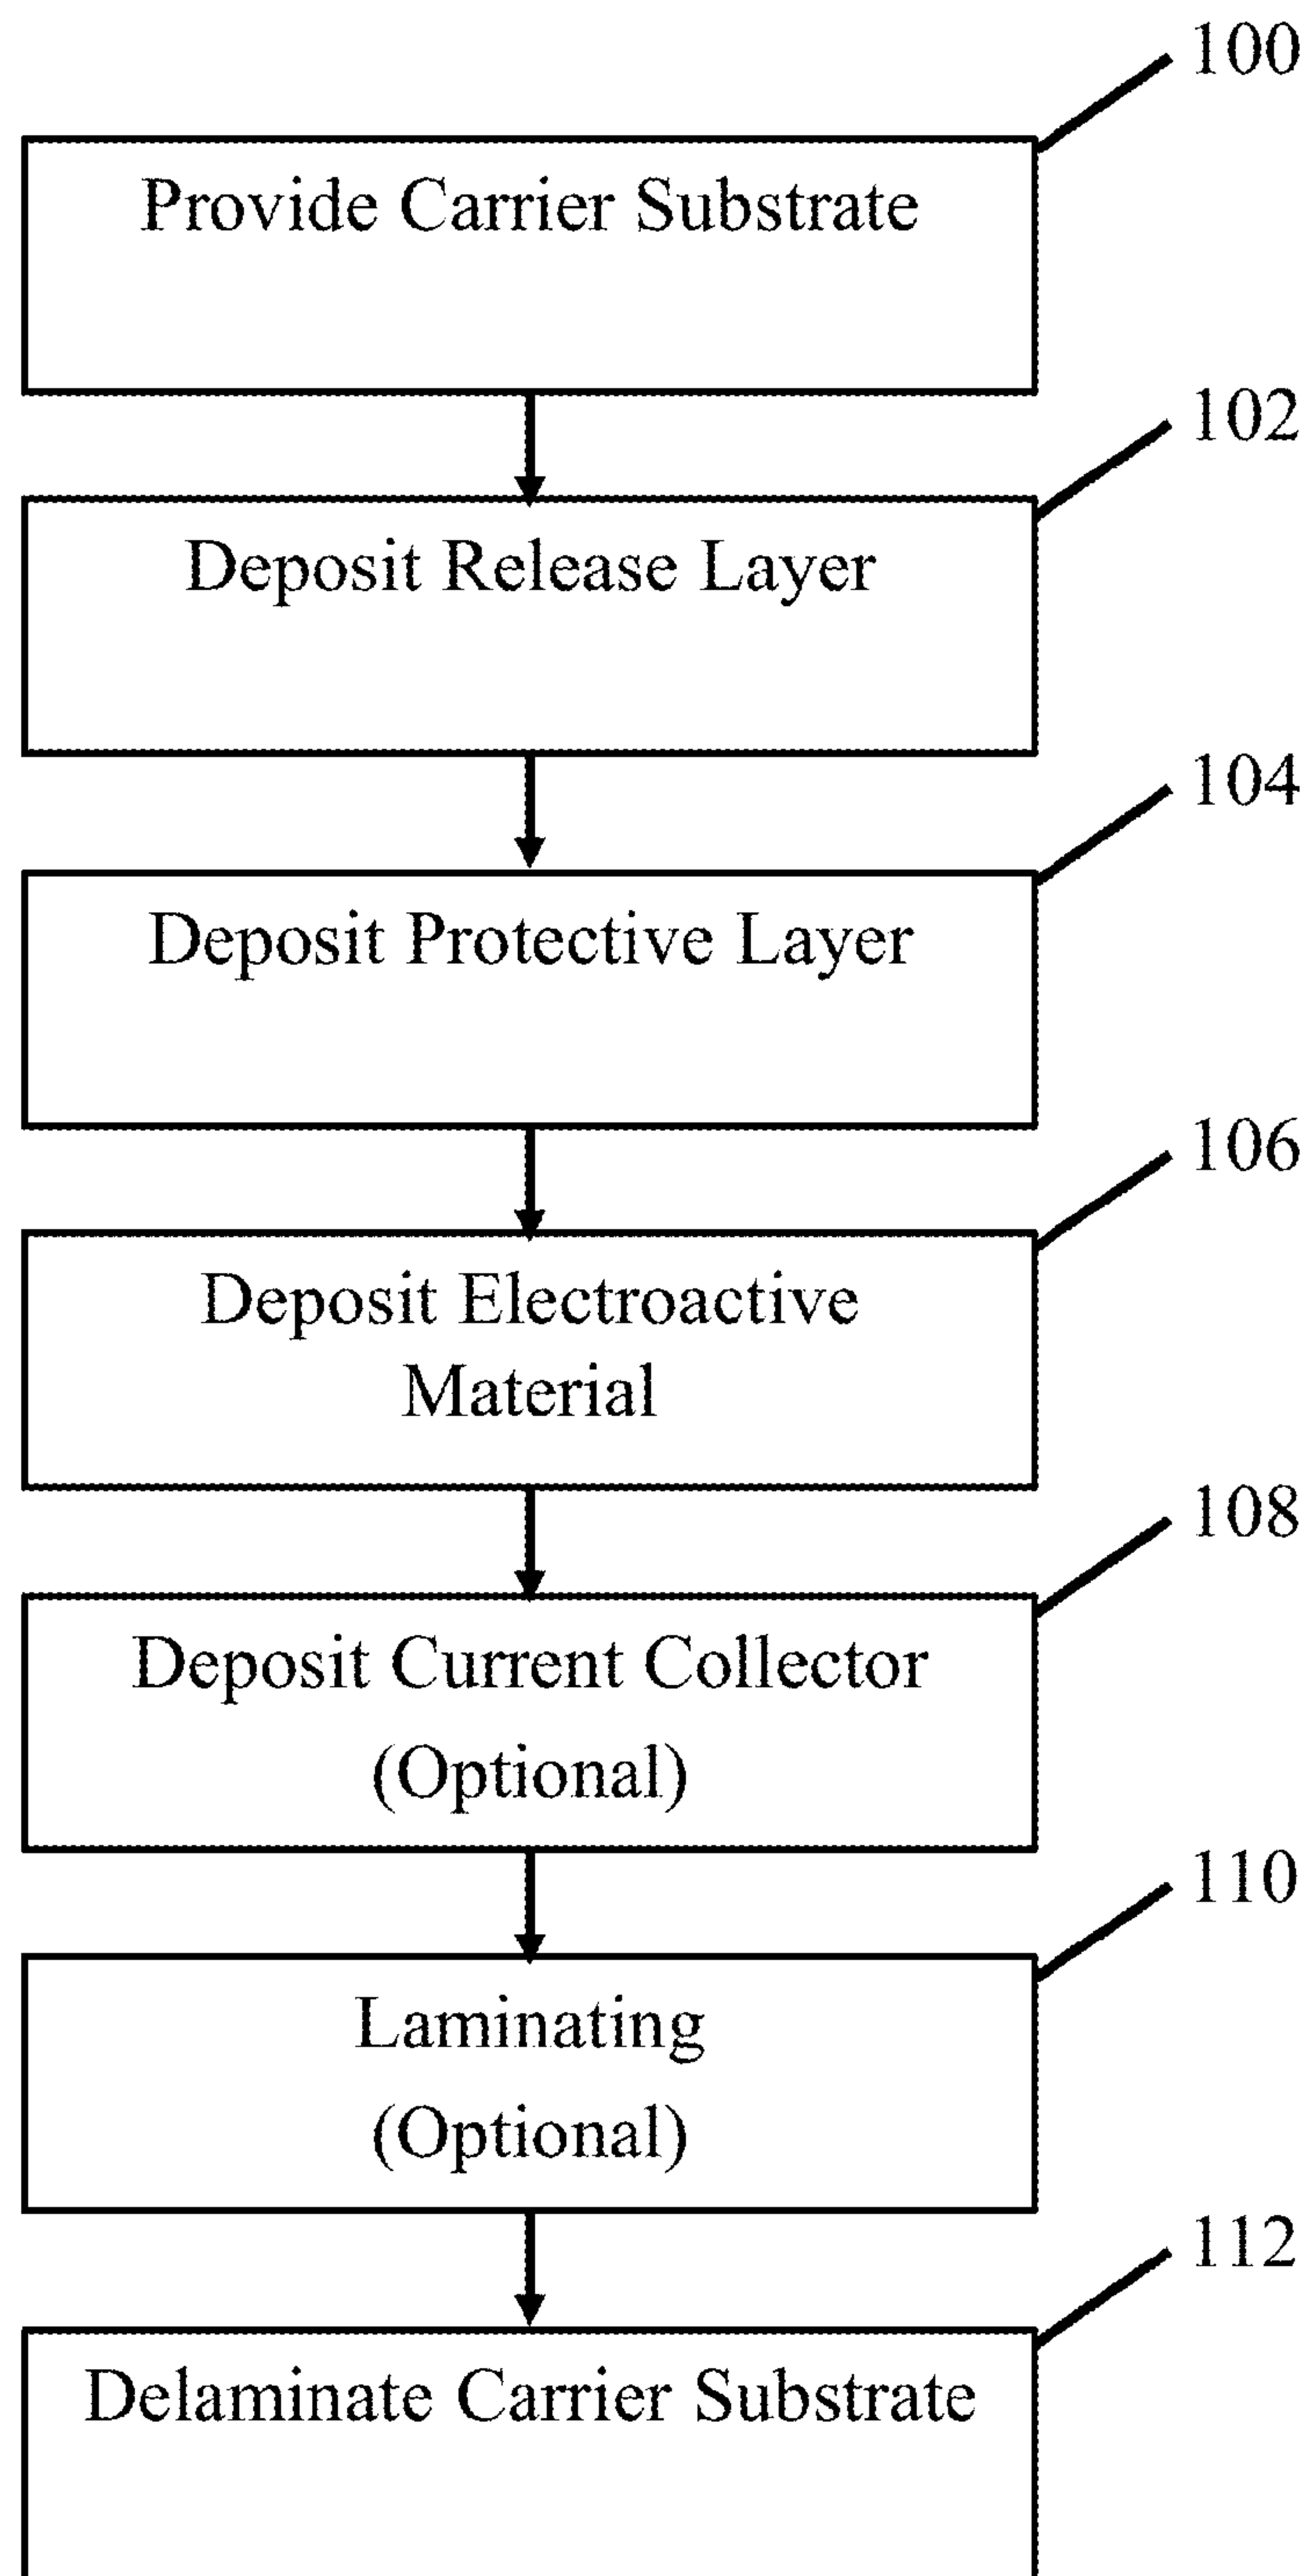 100
Provide Carrier Substrate
102
Deposit Release Layer
104
Deposit Protective Layer
106
Deposit Electroactive
Material
108
Deposit Current Collector
(Optional)
110
Laminating
(Optional)
112
Delaminate Carrier Substrate